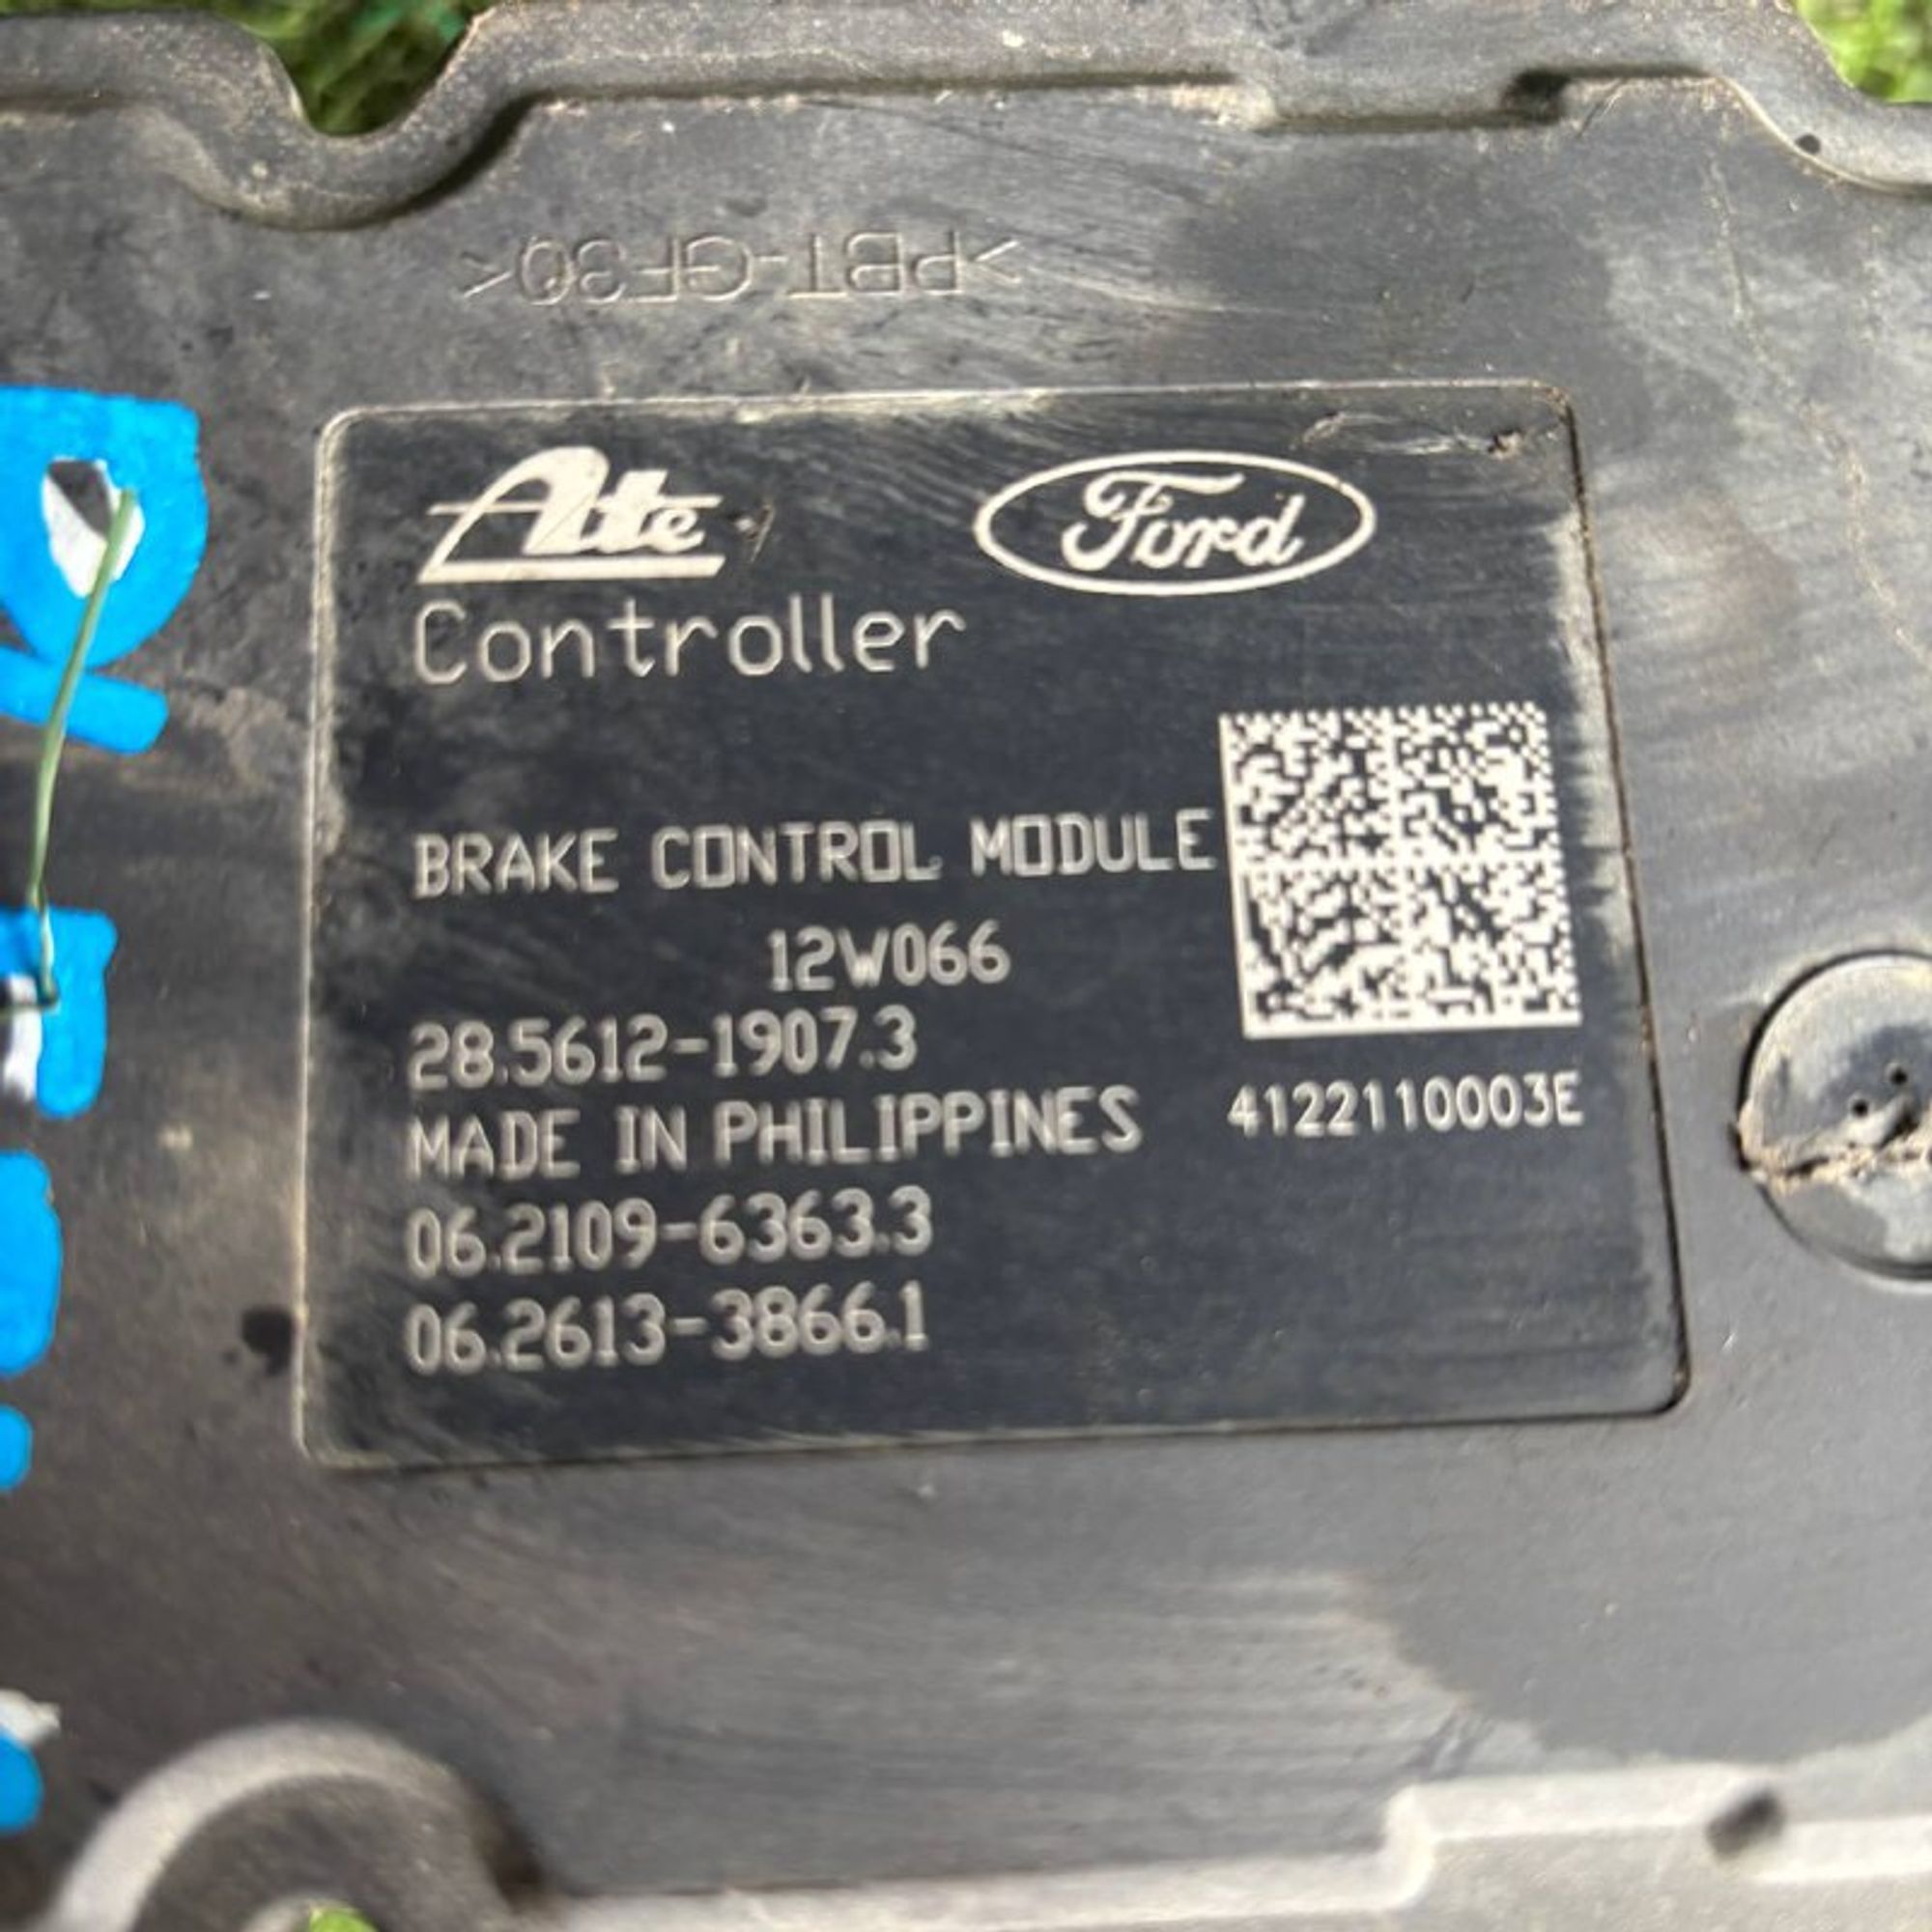 >PBT-GF30<
Ate
Ford
Controller
BRAKE CONTROL MODULE
12W066
28.5612-1907.3
MADE IN PHILIPPINES
4122110003E
06.2109-6363.3
06.2613-3866.1